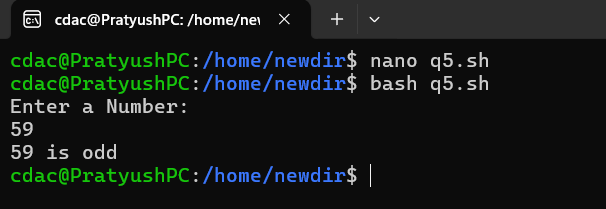 cdac@PratyushPC: /home/nev
cdac@PratyushPC:/home/newdir$ nano q5.sh
cdac@PratyushPC:/home/newdir$ bash q5.sh
Enter a Number:
59
59 is odd
cdac@PratyushPC:/home/newdir$